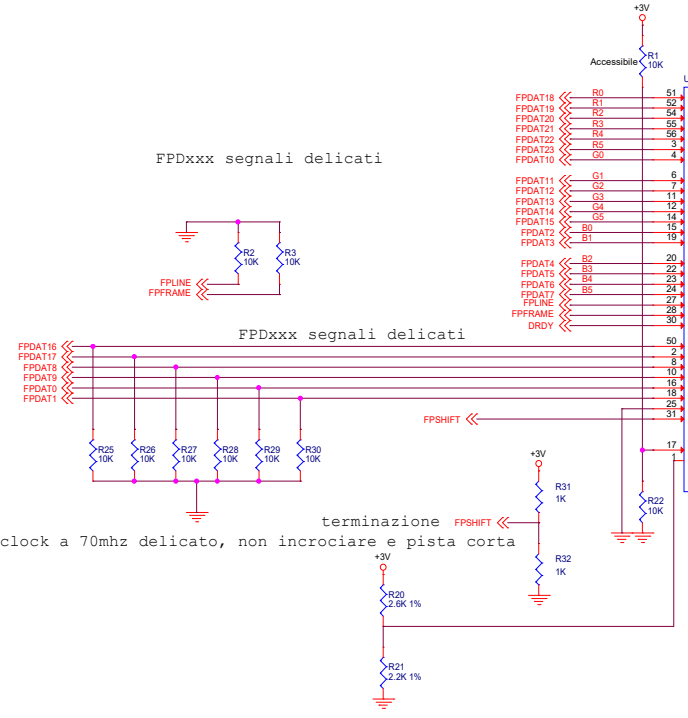 +3V
Accessibile
R1
10K
U
FPDAT18 R0 51
FPDAT19 R1 52
FPDAT20 R2 54
FPDAT21 R3 55
FPDAT22 R4 56
FPDAT23 R5 3
FPDAT10 G0 4
FPDxxx segnali delicati
FPDAT11 G1 6
FPDAT12 G2 7
FPDAT13 G3 11
FPDAT14 G4 12
FPDAT15 G5 14
FPDAT2 B0 15
FPDAT3 B1 19
R2
10K
R3
10K
FPLINE
FPFRAME
FPDAT4 B2 20
FPDAT5 B3 22
FPDAT6 B4 23
FPDAT7 B5 24
FPLINE 27
FPFRAME 28
DRDY 30
FPDxxx segnali delicati
FPDAT16 50
FPDAT17 2
FPDAT8 8
FPDAT9 10
FPDAT0 16
FPDAT1 18
25
FPSHIFT 31
17
1
R25
10K
R26
10K
R27
10K
R28
10K
R29
10K
R30
10K
+3V
R31
1K
R22
10K
terminazione FPSHIFT
clock a 70mhz delicato, non incrociare e pista corta
R32
1K
+3V
R20
2.6K 1%
R21
2.2K 1%